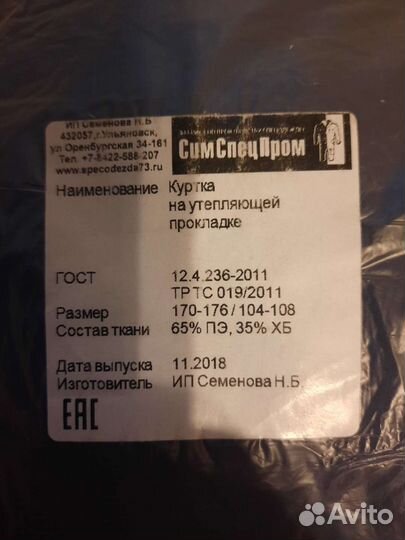 ИП Семенова Н.Б
432057, г.Ульяновск,
ул Оренбургская 34-161
Тел. +7-8422-588-207
www.specodezda73.ru
СимСпецПром
Наименование Куртка
на утепляющей
прокладке
ГОСТ 12.4.236-2011
ТР ТС 019/2011
Размер 170-176 / 104-108
Состав ткани 65% ПЭ, 35% ХБ
Дата выпуска 11.2018
Изготовитель ИП Семенова Н.Б
EAC
Avito